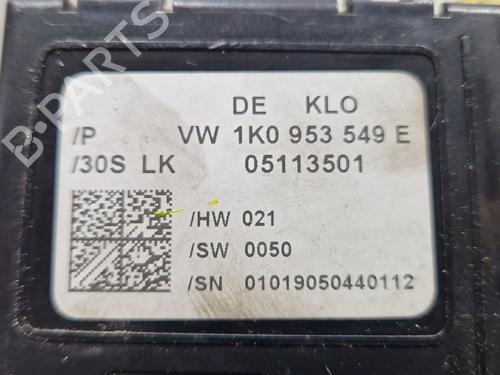 DE KLO
/P VW 1K0 953 549 E
/30S LK 05113501
/HW 021
/SW 0050
/SN 01019050440112
B-PARTS